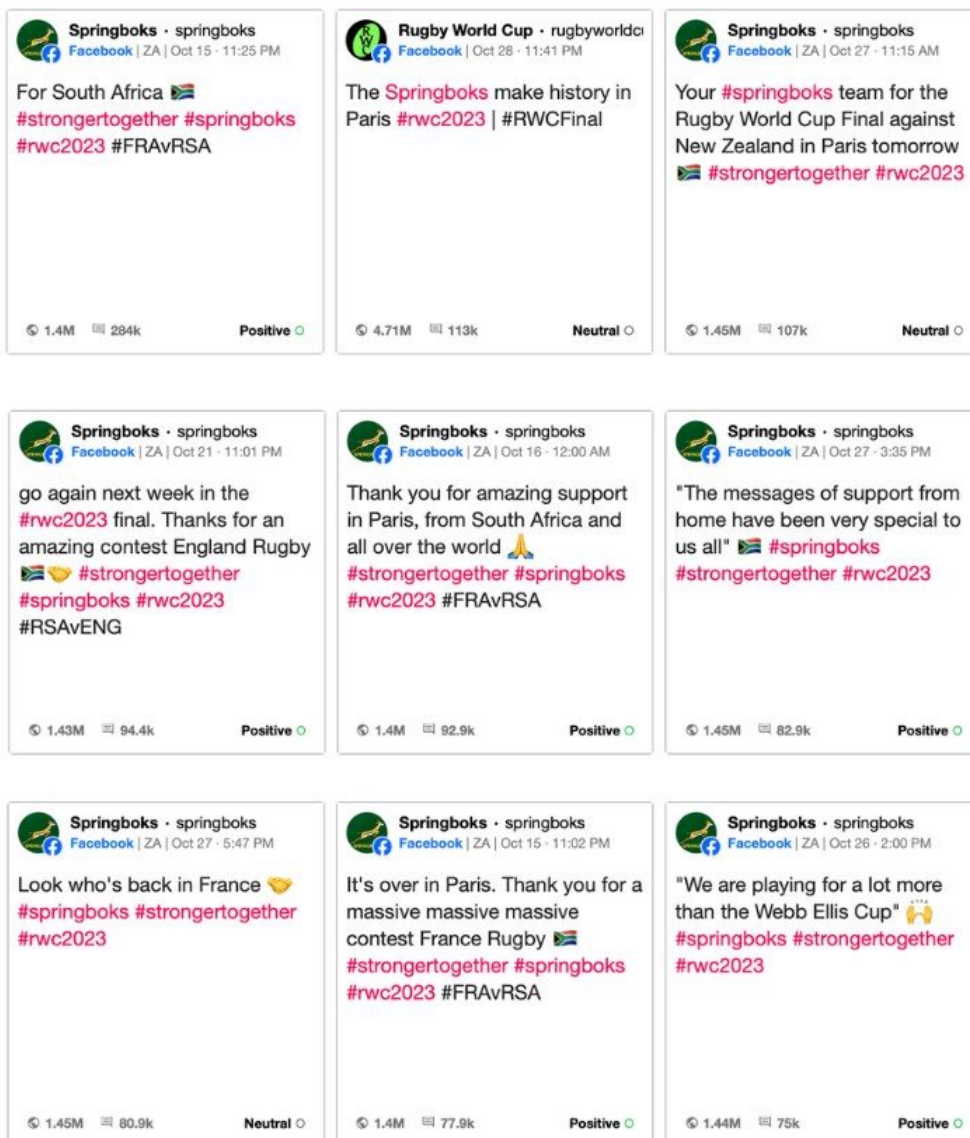 Springboks · springboks
Facebook | ZA | Oct 15 · 11:25 PM
For South Africa 🇿🇦
#strongertogether #springboks
#rwc2023 #FRAvRSA
1.4M 284k Positive
Rugby World Cup · rugbyworldcu
Facebook | Oct 28 · 11:41 PM
The Springboks make history in
Paris #rwc2023 | #RWCFinal
4.71M 113k Neutral
Springboks · springboks
Facebook | ZA | Oct 27 · 11:15 AM
Your #springboks team for the
Rugby World Cup Final against
New Zealand in Paris tomorrow
🇿🇦 #strongertogether #rwc2023
1.45M 107k Neutral
Springboks · springboks
Facebook | ZA | Oct 21 · 11:01 PM
go again next week in the
#rwc2023 final. Thanks for an
amazing contest England Rugby
🇿🇦🤝 #strongertogether
#springboks #rwc2023
#RSAvENG
1.43M 94.4k Positive
Springboks · springboks
Facebook | ZA | Oct 16 · 12:00 AM
Thank you for amazing support
in Paris, from South Africa and
all over the world 🙏
#strongertogether #springboks
#rwc2023 #FRAvRSA
1.4M 92.9k Positive
Springboks · springboks
Facebook | ZA | Oct 27 · 3:35 PM
"The messages of support from
home have been very special to
us all" 🇿🇦 #springboks
#strongertogether #rwc2023
1.45M 82.9k Positive
Springboks · springboks
Facebook | ZA | Oct 27 · 5:47 PM
Look who's back in France 🤝
#springboks #strongertogether
#rwc2023
1.45M 80.9k Neutral
Springboks · springboks
Facebook | ZA | Oct 15 · 11:02 PM
It's over in Paris. Thank you for a
massive massive massive
contest France Rugby 🇿🇦
#strongertogether #springboks
#rwc2023 #FRAvRSA
1.4M 77.9k Positive
Springboks · springboks
Facebook | ZA | Oct 26 · 2:00 PM
"We are playing for a lot more
than the Webb Ellis Cup" 🙌
#springboks #strongertogether
#rwc2023
1.44M 75k Positive